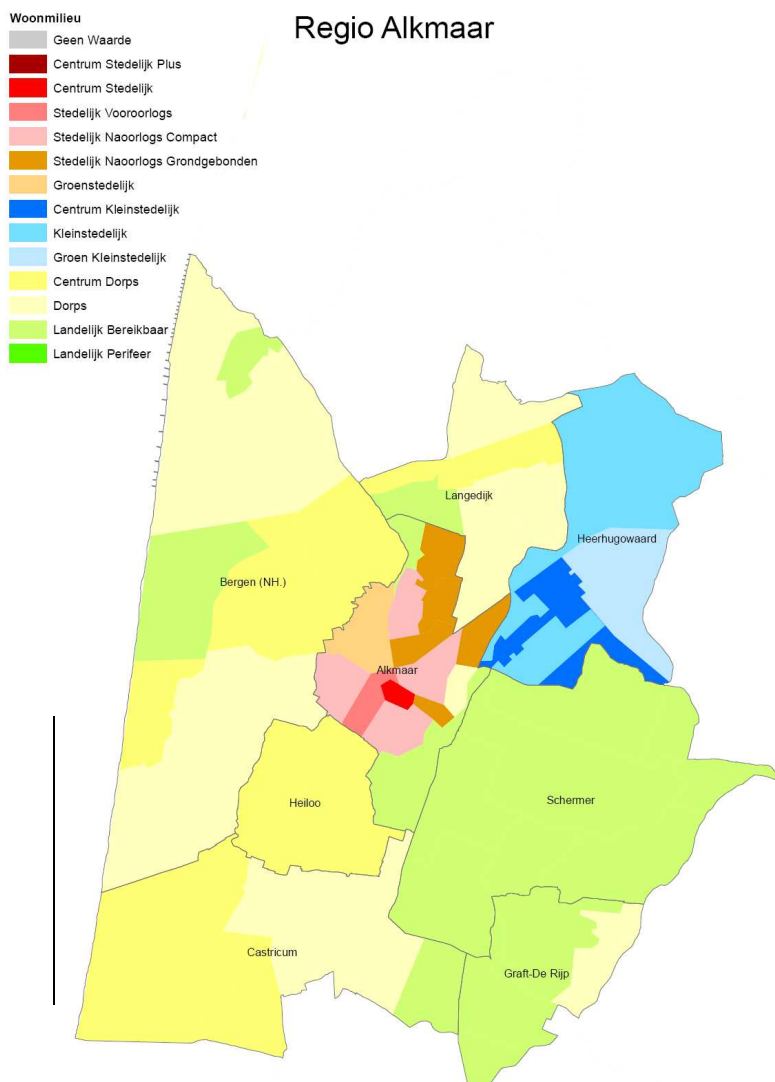 Regio Alkmaar
Woonmilieu
Geen Waarde
Centrum Stedelijk Plus
Centrum Stedelijk
Stedelijk Vooroorlogs
Stedelijk Naoorlogs Compact
Stedelijk Naoorlogs Grondgebonden
Groenstedelijk
Centrum Kleinstedelijk
Kleinstedelijk
Groen Kleinstedelijk
Centrum Dorps
Dorps
Landelijk Bereikbaar
Landelijk Perifeer
Langedijk
Heerhugowaard
Bergen (NH.)
Alkmaar
Heiloo
Schermer
Castricum
Graft-De Rijp